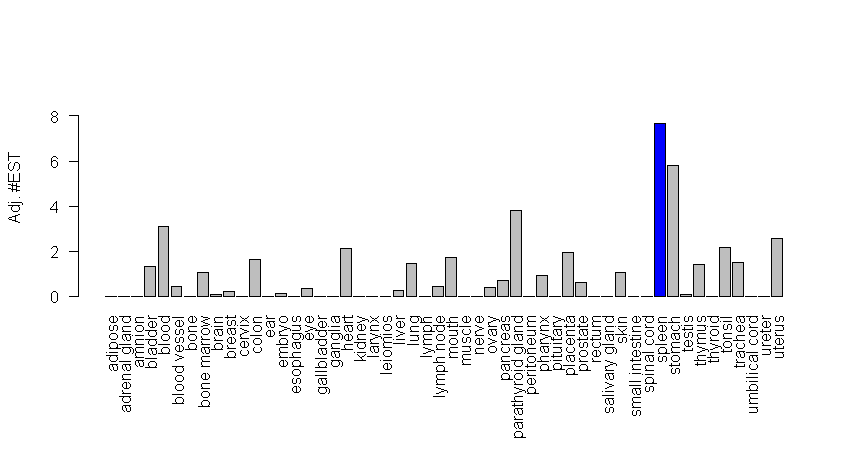 Adj. #EST
8
6
4
2
0
adipose
adrenal gland
amnion
bladder
blood
blood vessel
bone
bone marrow
brain
breast
cervix
colon
ear
embryo
esophagus
eye
gallbladder
ganglia
heart
kidney
larynx
leiomios
liver
lung
lymph
lymph node
mouth
muscle
nerve
ovary
pancreas
parathyroid gland
peritoneum
pharynx
pituitary
placenta
prostate
rectum
salivary gland
skin
small intestine
spinal cord
spleen
stomach
testis
thymus
thyroid
tonsil
trachea
umbilical cord
ureter
uterus